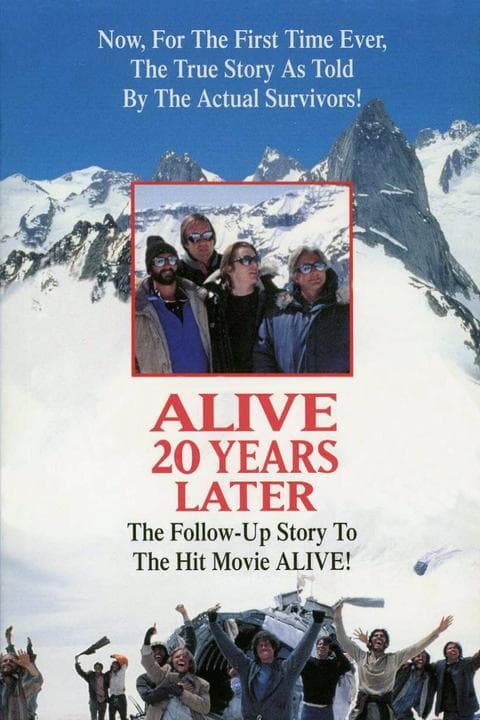 Now, For The First Time Ever,
The True Story As Told
By The Actual Survivors!
ALIVE
20 YEARS
LATER
The Follow-Up Story To
The Hit Movie ALIVE!